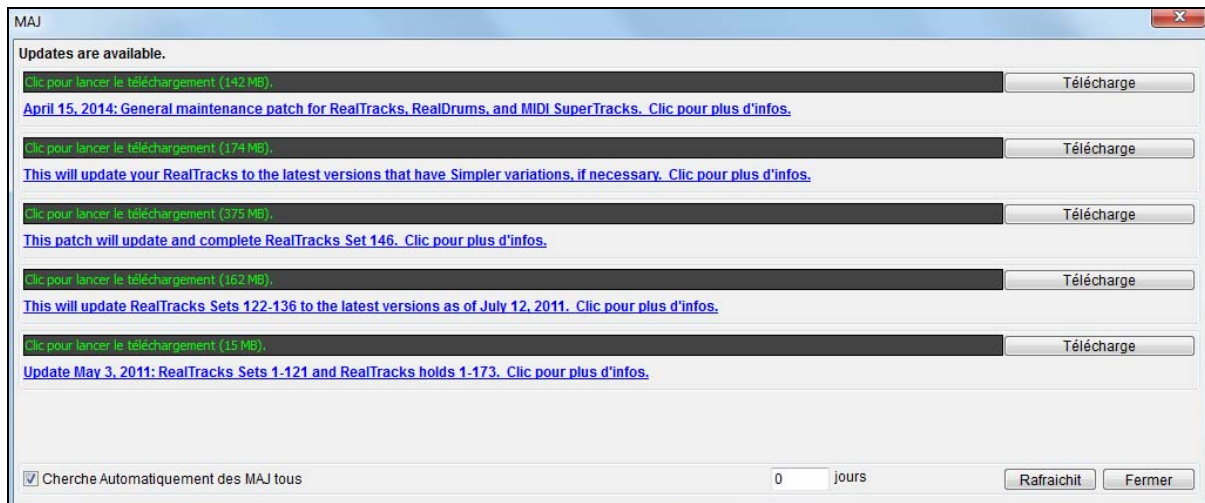 MAJ
Updates are available.
Clic pour lancer le téléchargement (142 MB).
Télécharge
April 15, 2014: General maintenance patch for RealTracks, RealDrums, and MIDI SuperTracks. Clic pour plus d'infos.
Clic pour lancer le téléchargement (174 MB).
Télécharge
This will update your RealTracks to the latest versions that have Simpler variations, if necessary. Clic pour plus d'infos.
Clic pour lancer le téléchargement (375 MB).
Télécharge
This patch will update and complete RealTracks Set 146. Clic pour plus d'infos.
Clic pour lancer le téléchargement (162 MB).
Télécharge
This will update RealTracks Sets 122-136 to the latest versions as of July 12, 2011. Clic pour plus d'infos.
Clic pour lancer le téléchargement (15 MB).
Télécharge
Update May 3, 2011: RealTracks Sets 1-121 and RealTracks holds 1-173. Clic pour plus d'infos.
Cherche Automatiquement des MAJ tous 0 jours Rafraichit Fermer